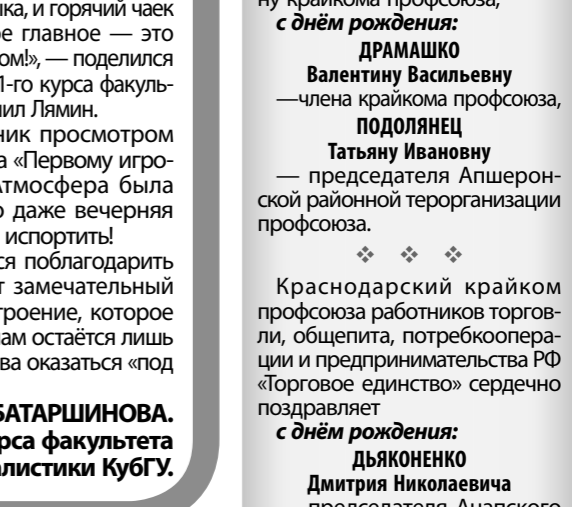 ка, и горячий чаек
е главное — это
ом!», — поделился
1-го курса факуль-
ил Лямин.
ник просмотром
а «Первому игро-
Атмосфера была
о даже вечерняя
испортить!
ся поблагодарить
т замечательный
троение, которое
ам остаётся лишь
ва оказаться «под
БАТАРШИНОВА.
рса факультета
алистики КубГУ.
ну крайкома профсоюза,
с днём рождения:
ДРАМАШКО
Валентину Васильевну
—члена крайкома профсоюза,
ПОДОЛЯНЕЦ
Татьяну Ивановну
— председателя Апшерон-
ской районной терорганизации
профсоюза.
Краснодарский крайком
профсоюза работников торгов-
ли, общепита, потребкоопера-
ции и предпринимательства РФ
«Торговое единство» сердечно
поздравляет
с днём рождения:
ДЬЯКОНЕНКО
Дмитрия Николаевича
председателя Анапского